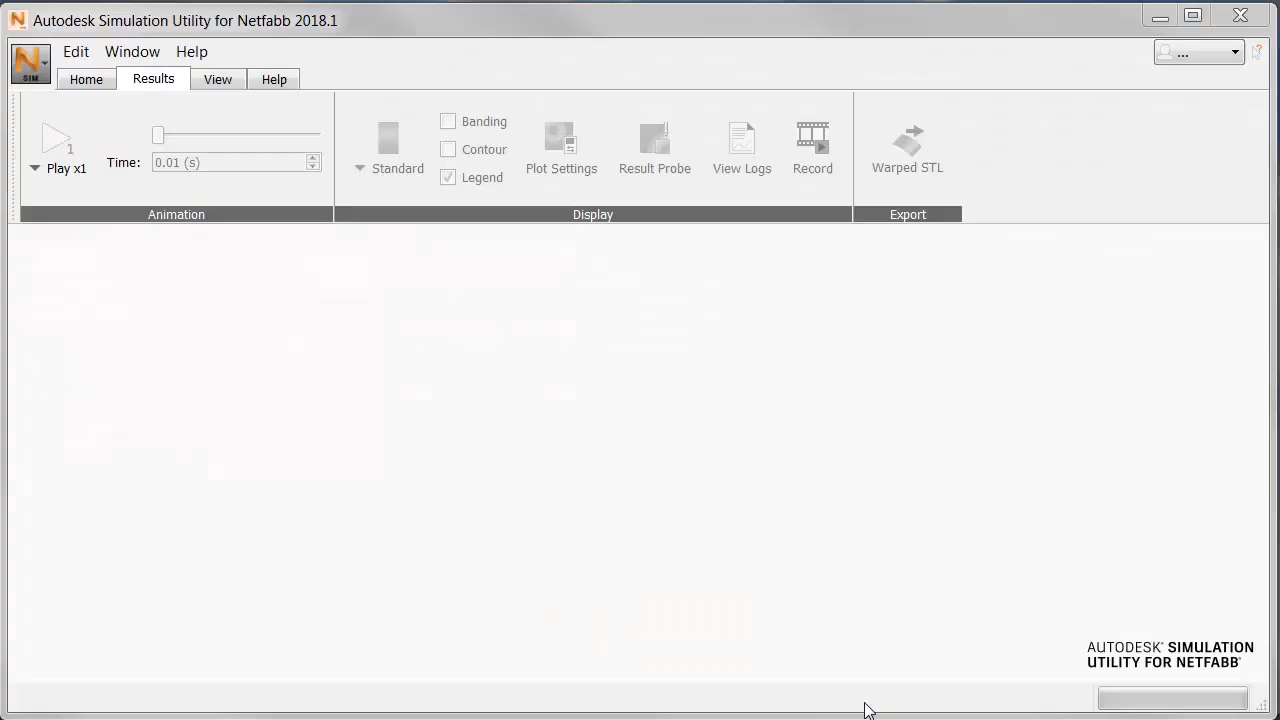 Autodesk Simulation Utility for Netfabb 2018.1
SIM
Edit Window Help
...
Home Results View Help
1
Play x1
Time: 0.01 (s)
Standard
Banding
Contour
Legend
Plot Settings
Result Probe
View Logs
Record
Warped STL
Animation Display Export
AUTODESK® SIMULATION
UTILITY FOR NETFABB®